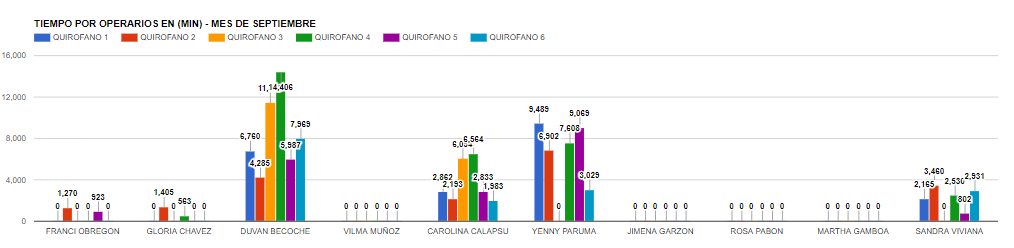 TIEMPO POR OPERARIOS EN (MIN) - MES DE SEPTIEMBRE
QUIROFANO 1 QUIROFANO 2 QUIROFANO 3 QUIROFANO 4 QUIROFANO 5 QUIROFANO 6
16,000
12,000
8,000
4,000
0
0 1,270 0 0 923 0
0 1,405 0 563 0 0
6,760 4,285 14,406 5,987 7,969
0 0 0 0 0 0
2,862 2,193 6,564 2,833 1,983
9,489 6,902 0 7,608 9,069 3,029
0 0 0 0 0 0
0 0 0 0 0 0
0 0 0 0 0 0
2,165 3,460 0 802 2,931
FRANCI OBREGON GLORIA CHAVEZ DUVAN BECOCHE VILMA MUÑOZ CAROLINA CALAPSU YENNY PARUMA JIMENA GARZON ROSA PABON MARTHA GAMBOA SANDRA VIVIANA